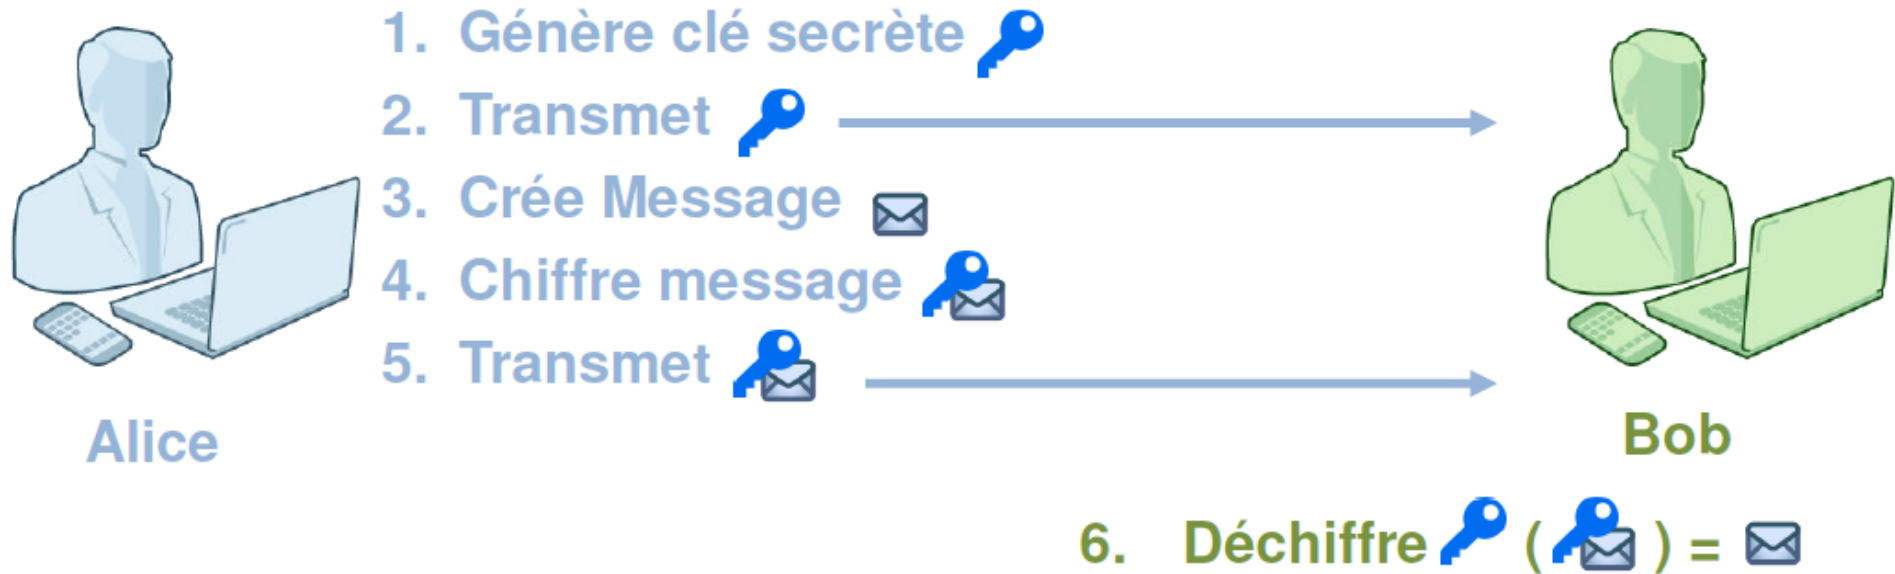 1. Génère clé secrète
2. Transmet
3. Crée Message
4. Chiffre message
5. Transmet
Alice
Bob
6. Déchiffre ( ) =